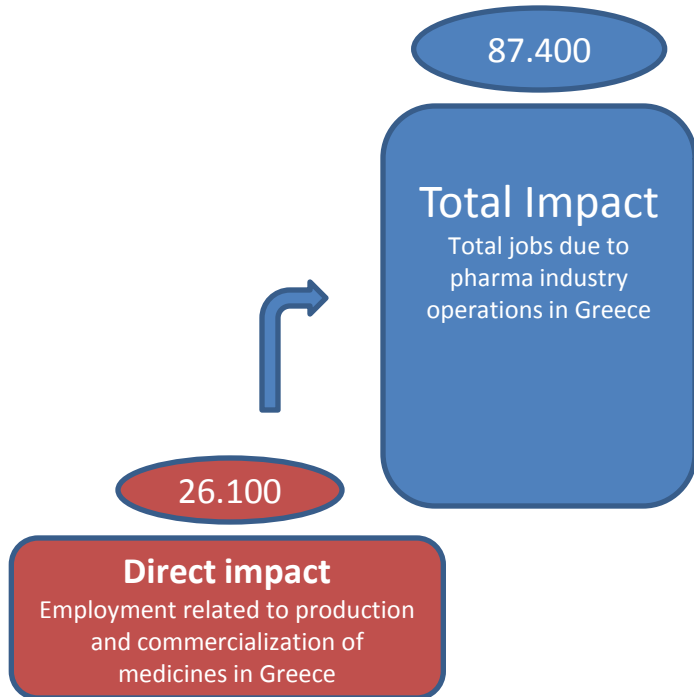 87.400
Total Impact
Total jobs due to
pharma industry
operations in Greece
26.100
Direct impact
Employment related to production
and commercialization of
medicines in Greece